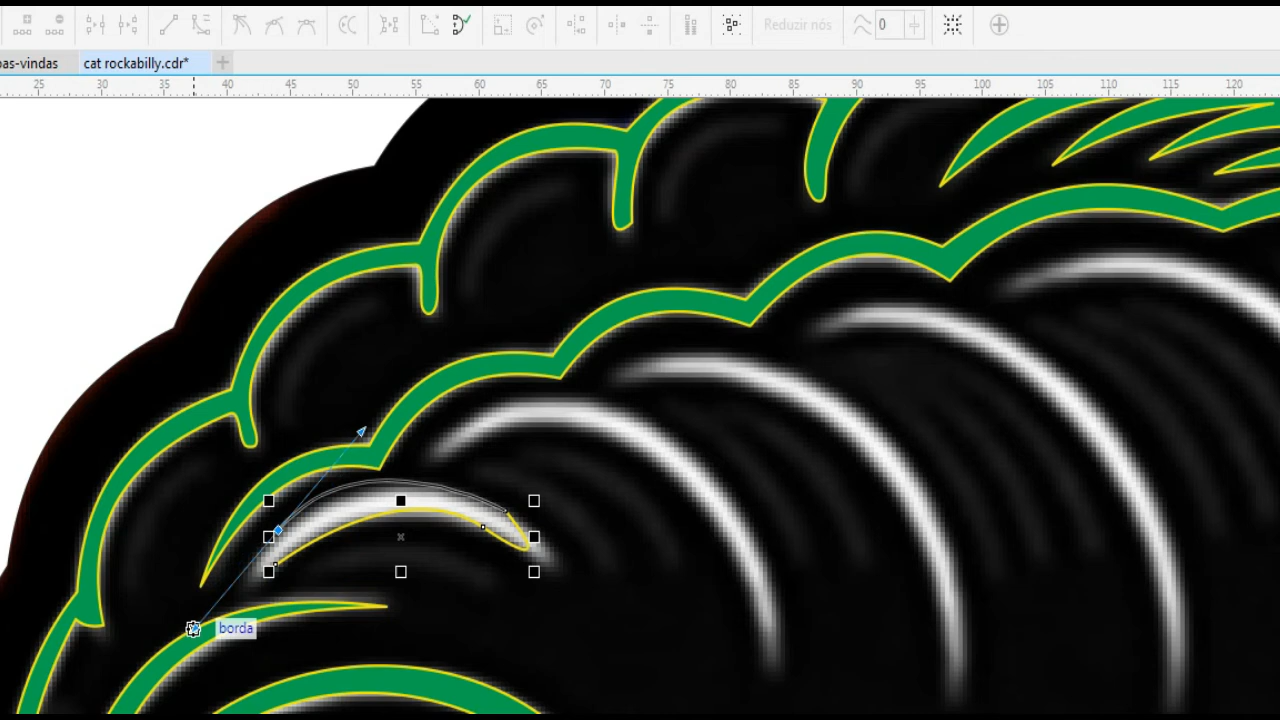 Reduzir nós 0
oas-vindas cat rockabilly.cdr*
25 30 35 40 45 50 55 60 65 70 75 80 85 90 95 100 105 110 115 120
borda